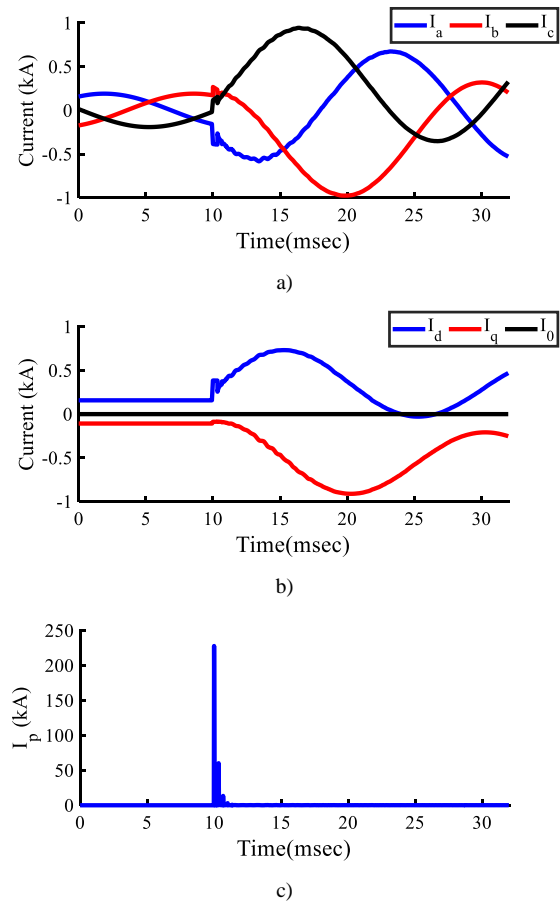 I_a I_b I_c
Current (kA)
1
0.5
0
-0.5
-1
0 5 10 15 20 25 30
Time(msec)
a)
I_d I_q I_0
Current (kA)
1
0.5
0
-0.5
-1
0 5 10 15 20 25 30
Time(msec)
b)
I_p (kA)
250
200
150
100
50
0
0 5 10 15 20 25 30
Time(msec)
c)